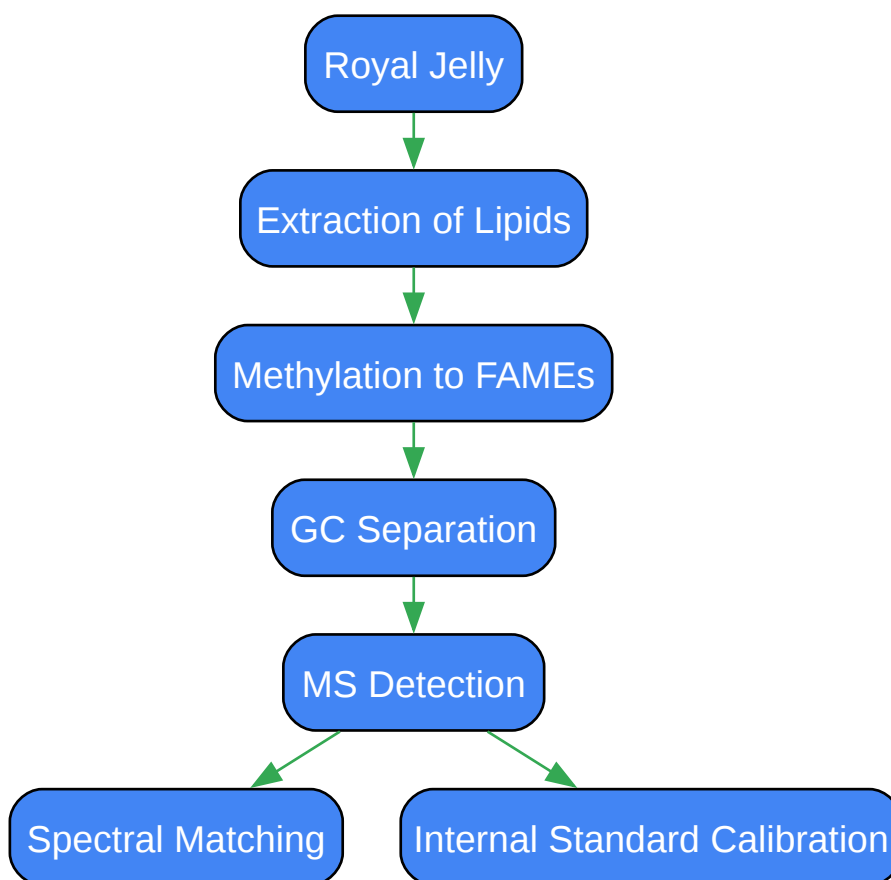 Royal Jelly
Extraction of Lipids
Methylation to FAMEs
GC Separation
MS Detection
Spectral Matching
Internal Standard Calibration